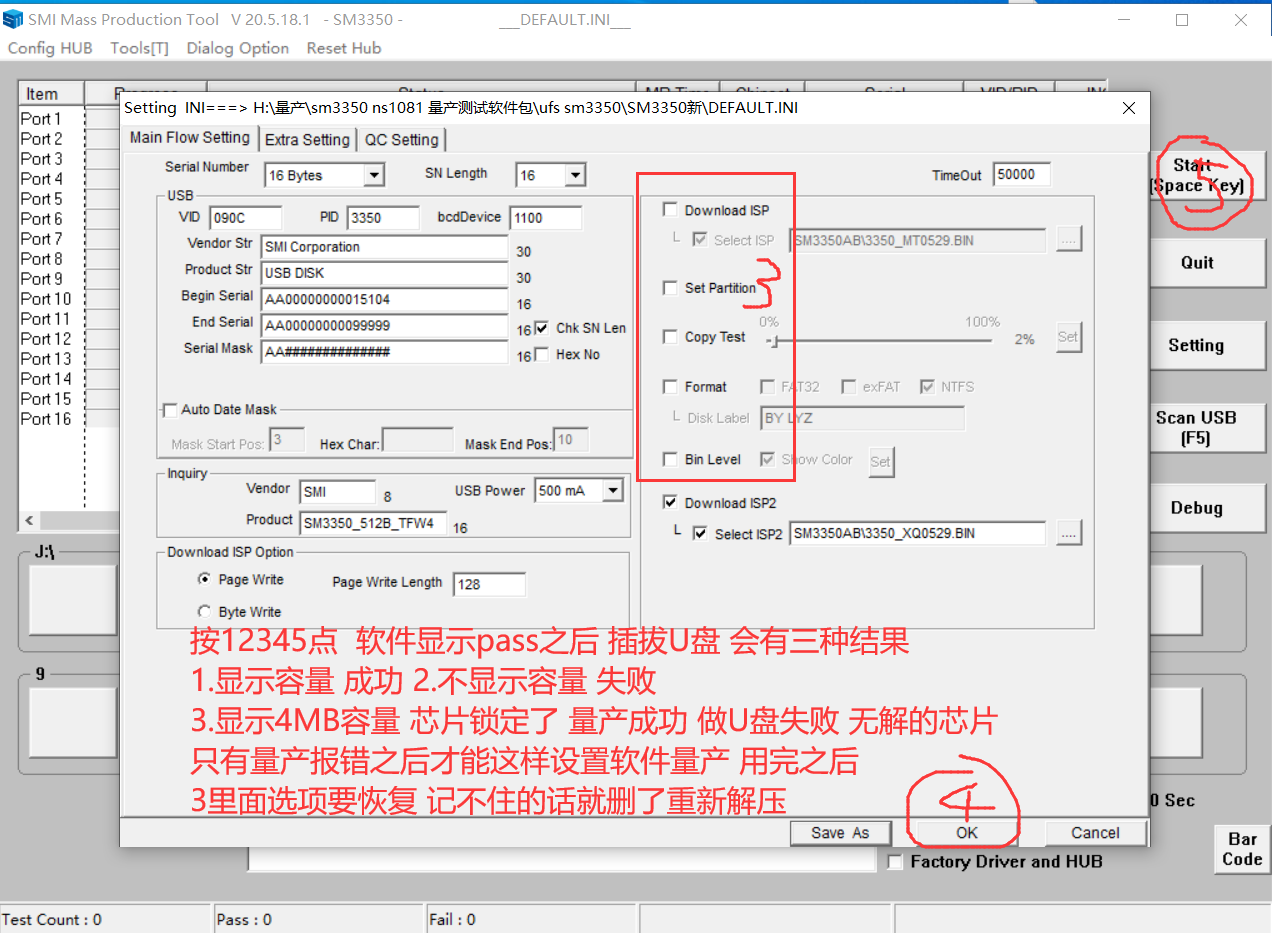 SMI Mass Production Tool V 20.5.18.1 - SM3350 - ___DEFAULT.INI___
Config HUB Tools[T] Dialog Option Reset Hub
Item
Setting INI===> H:\量产\sm3350 ns1081 量产测试软件包\ufs sm3350\SM3350新\DEFAULT.INI
Main Flow Setting Extra Setting QC Setting
Port 1
Port 2
Port 3
Port 4
Port 5
Port 6
Port 7
Port 8
Port 9
Port 10
Port 11
Port 12
Port 13
Port 14
Port 15
Port 16
J:\
9
Serial Number 16 Bytes SN Length 16 TimeOut 50000
USB
VID 090C PID 3350 bcdDevice 1100
Vendor Str SMI Corporation 30
Product Str USB DISK 30
Begin Serial AA00000000015104 16
End Serial AA00000000099999 16 Chk SN Len
Serial Mask AA############## 16 Hex No
Auto Date Mask
Mask Start Pos: 3 Hex Char: Mask End Pos: 10
Inquiry
Vendor SMI 8 USB Power 500 mA
Product SM3350_512B_TFW4 16
Download ISP Option
Page Write Page Write Length 128
Byte Write
Download ISP
Select ISP SM3350AB\3350_MT0529.BIN ....
Set Partition 3
0% 100%
Copy Test 2% Set
Format FAT32 exFAT NTFS
Disk Label BY LYZ
Bin Level Show Color Set
Download ISP2
Select ISP2 SM3350AB\3350_XQ0529.BIN ....
按12345点 软件显示pass之后 插拔U盘 会有三种结果
1.显示容量 成功 2.不显示容量 失败
3.显示4MB容量 芯片锁定了 量产成功 做U盘失败 无解的芯片
只有量产报错之后才能这样设置软件量产 用完之后
3里面选项要恢复 记不住的话就删了重新解压
4
Save As OK Cancel
Start
(Space Key)
5
Quit
Setting
Scan USB
(F5)
Debug
0 Sec
Factory Driver and HUB
Bar
Code
Test Count : 0 Pass : 0 Fail : 0